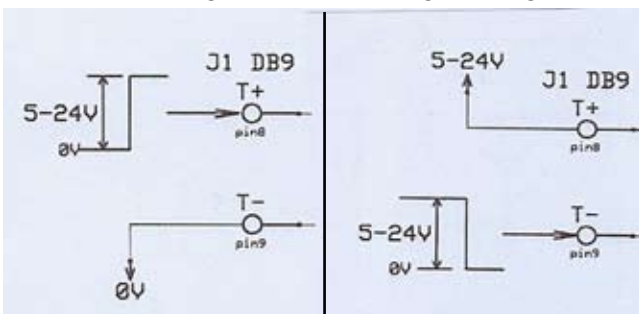 J1 DB9
T+
5-24V
pin8
0V
T-
pin9
0V
5-24V
J1 DB9
T+
pin8
T-
5-24V
pin9
0V